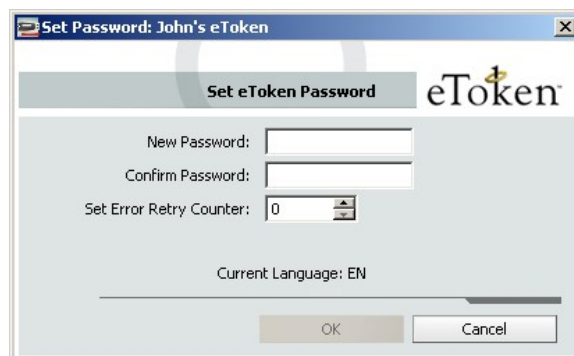 Set Password: John's eToken
Set eToken Password
eToken
New Password:
Confirm Password:
Set Error Retry Counter: 0
Current Language: EN
OK Cancel